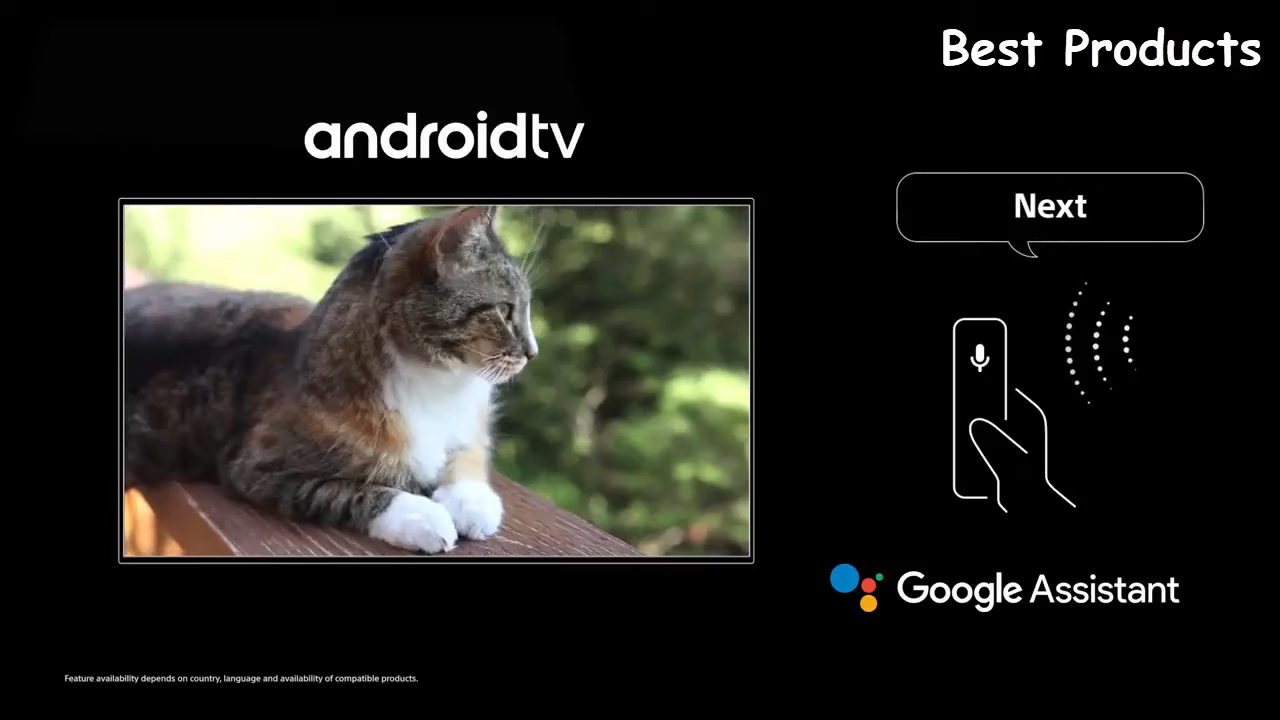 Best Products
androidtv
Next
Google Assistant
Feature availability depends on country, language and availability of compatible products.